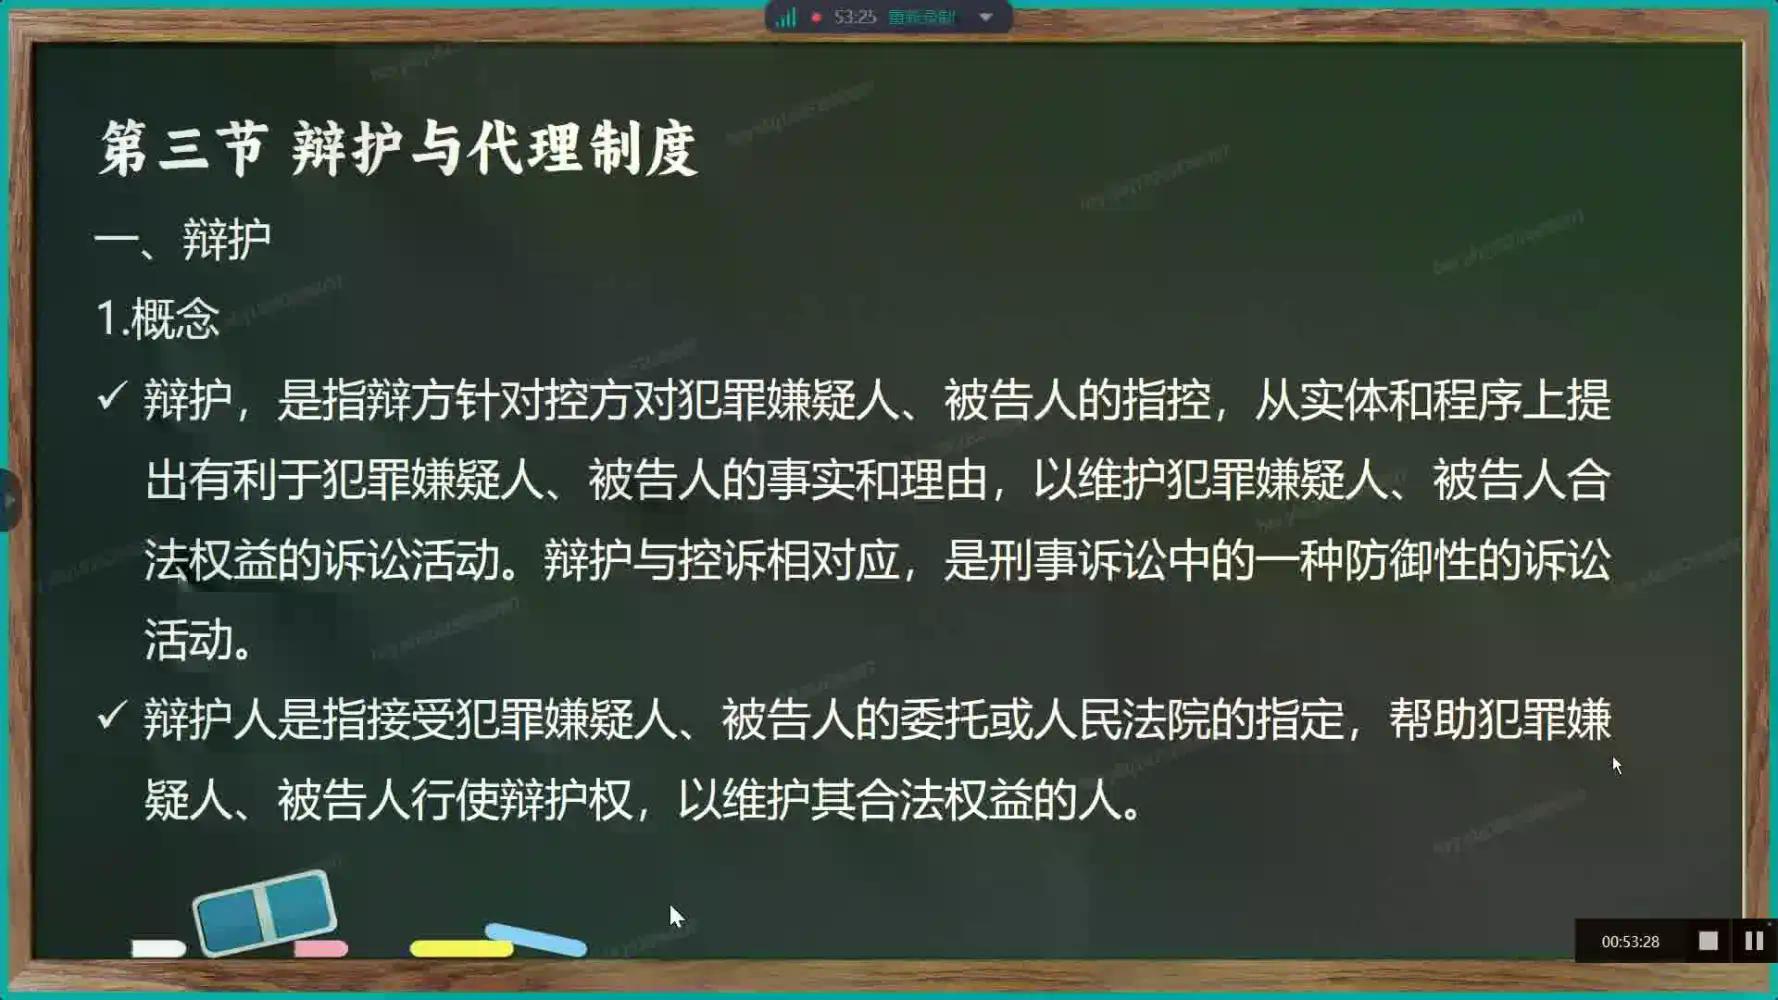 53:25 重新录制
第三节 辩护与代理制度
一、辩护
1.概念
✓ 辩护，是指辩方针对控方对犯罪嫌疑人、被告人的指控，从实体和程序上提
出有利于犯罪嫌疑人、被告人的事实和理由，以维护犯罪嫌疑人、被告人合
法权益的诉讼活动。辩护与控诉相对应，是刑事诉讼中的一种防御性的诉讼
活动。
✓ 辩护人是指接受犯罪嫌疑人、被告人的委托或人民法院的指定，帮助犯罪嫌
疑人、被告人行使辩护权，以维护其合法权益的人。
00:53:28